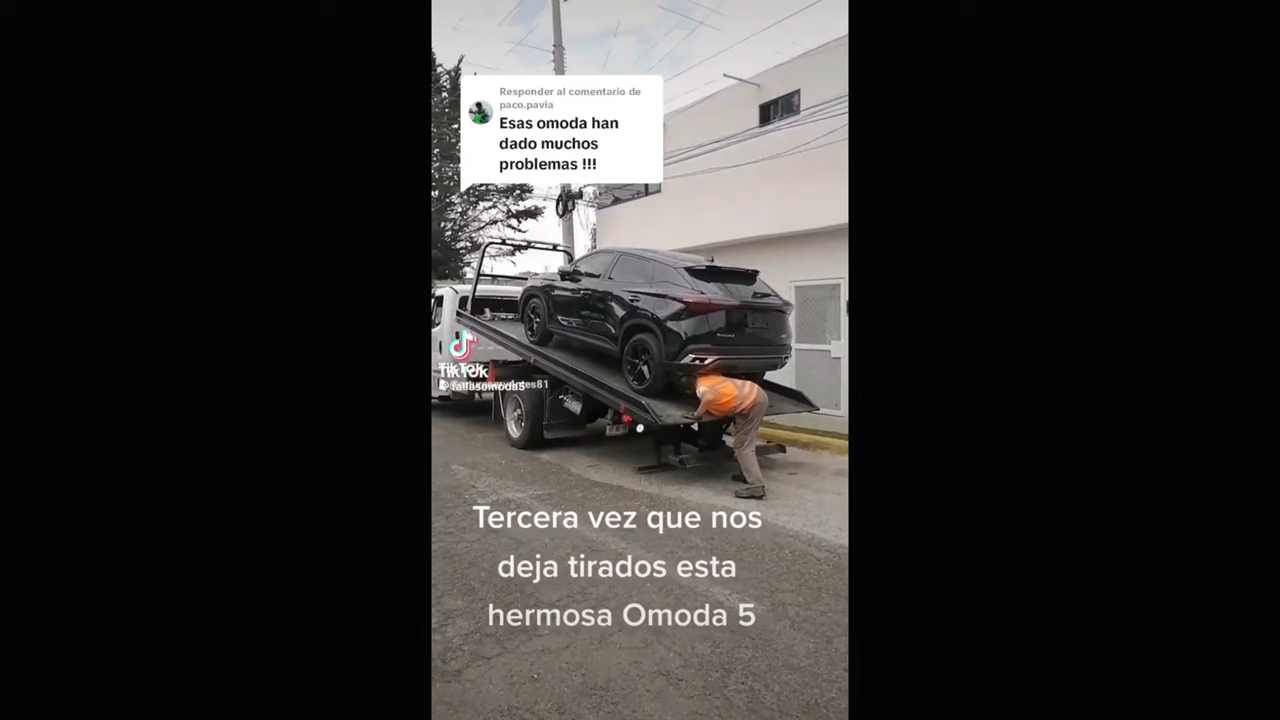 Responder al comentario de
paco.pavia
Esas omoda han
dado muchos
problemas !!!
TikTok
Tercera vez que nos
deja tirados esta
hermosa Omoda 5